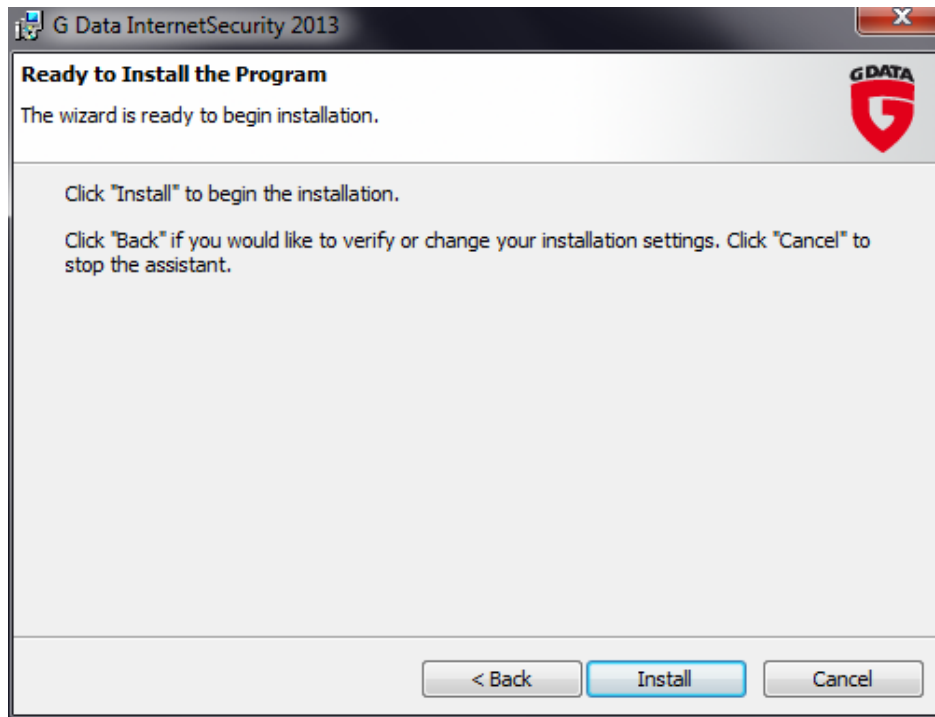 G Data InternetSecurity 2013
Ready to Install the Program
The wizard is ready to begin installation.
G DATA
Click "Install" to begin the installation.
Click "Back" if you would like to verify or change your installation settings. Click "Cancel" to
stop the assistant.
< Back
Install
Cancel